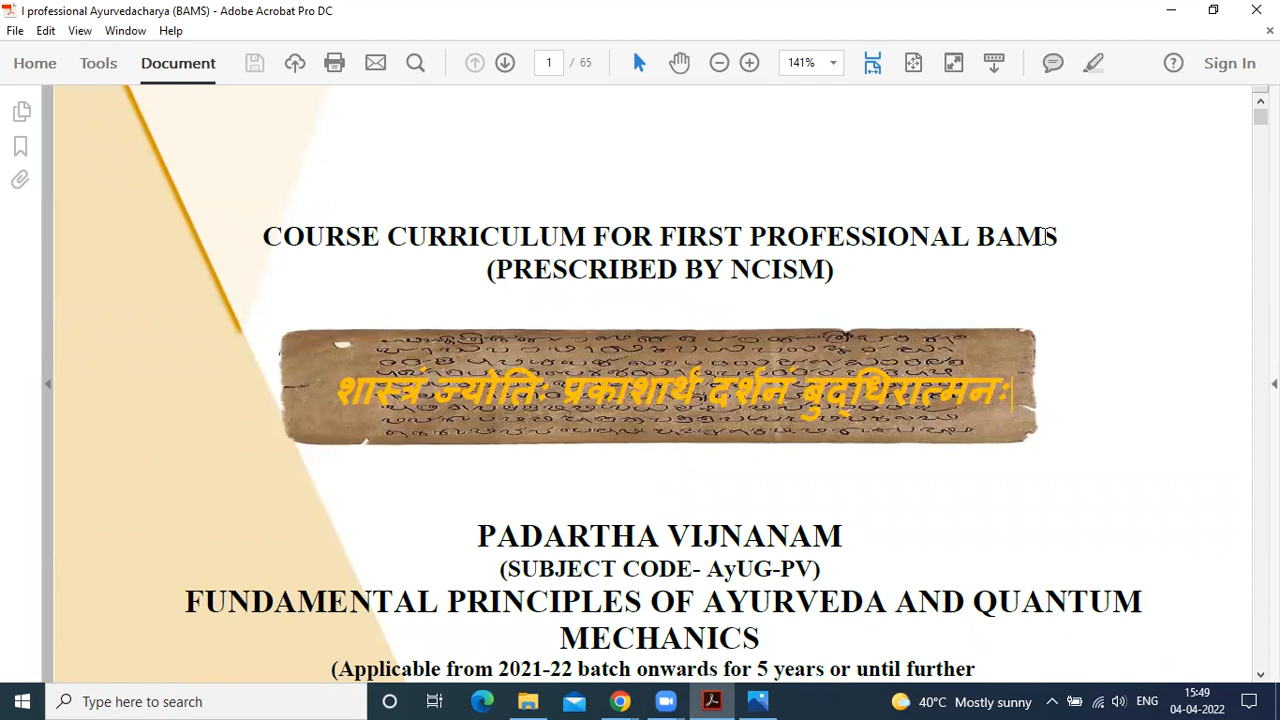 I professional Ayurvedacharya (BAMS) - Adobe Acrobat Pro DC
File Edit View Window Help
Home Tools Document 1 / 65 141% Sign In
COURSE CURRICULUM FOR FIRST PROFESSIONAL BAMS
(PRESCRIBED BY NCISM)
शास्त्रं ज्योतिः प्रकाशार्थं दर्शनं बुद्धिरात्मनः
PADARTHA VIJNANAM
(SUBJECT CODE- AyUG-PV)
FUNDAMENTAL PRINCIPLES OF AYURVEDA AND QUANTUM
MECHANICS
(Applicable from 2021-22 batch onwards for 5 years or until further
Type here to search 40°C Mostly sunny ENG 15:49
04-04-2022